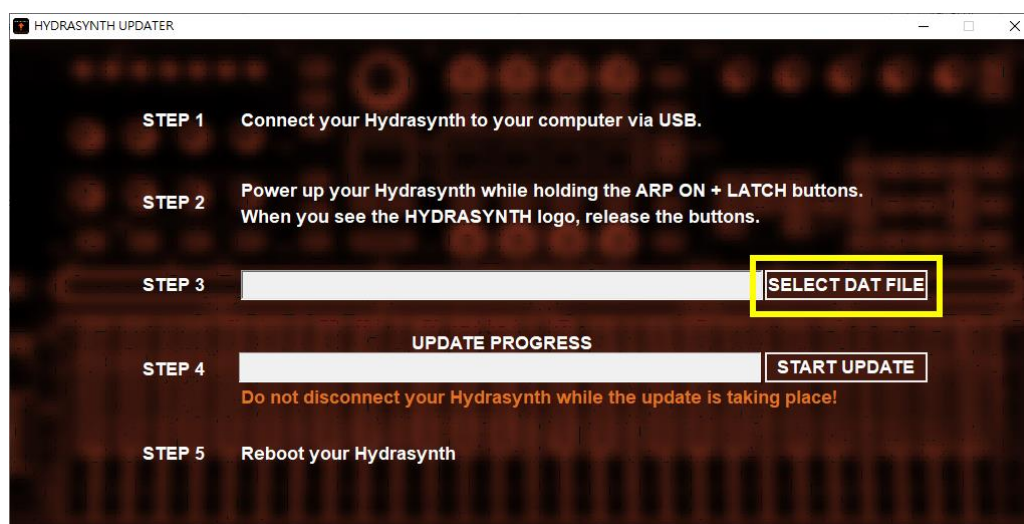 HYDRASYNTH UPDATER
STEP 1
Connect your Hydrasynth to your computer via USB.
STEP 2
Power up your Hydrasynth while holding the ARP ON + LATCH buttons.
When you see the HYDRASYNTH logo, release the buttons.
STEP 3
SELECT DAT FILE
UPDATE PROGRESS
STEP 4
START UPDATE
Do not disconnect your Hydrasynth while the update is taking place!
STEP 5
Reboot your Hydrasynth